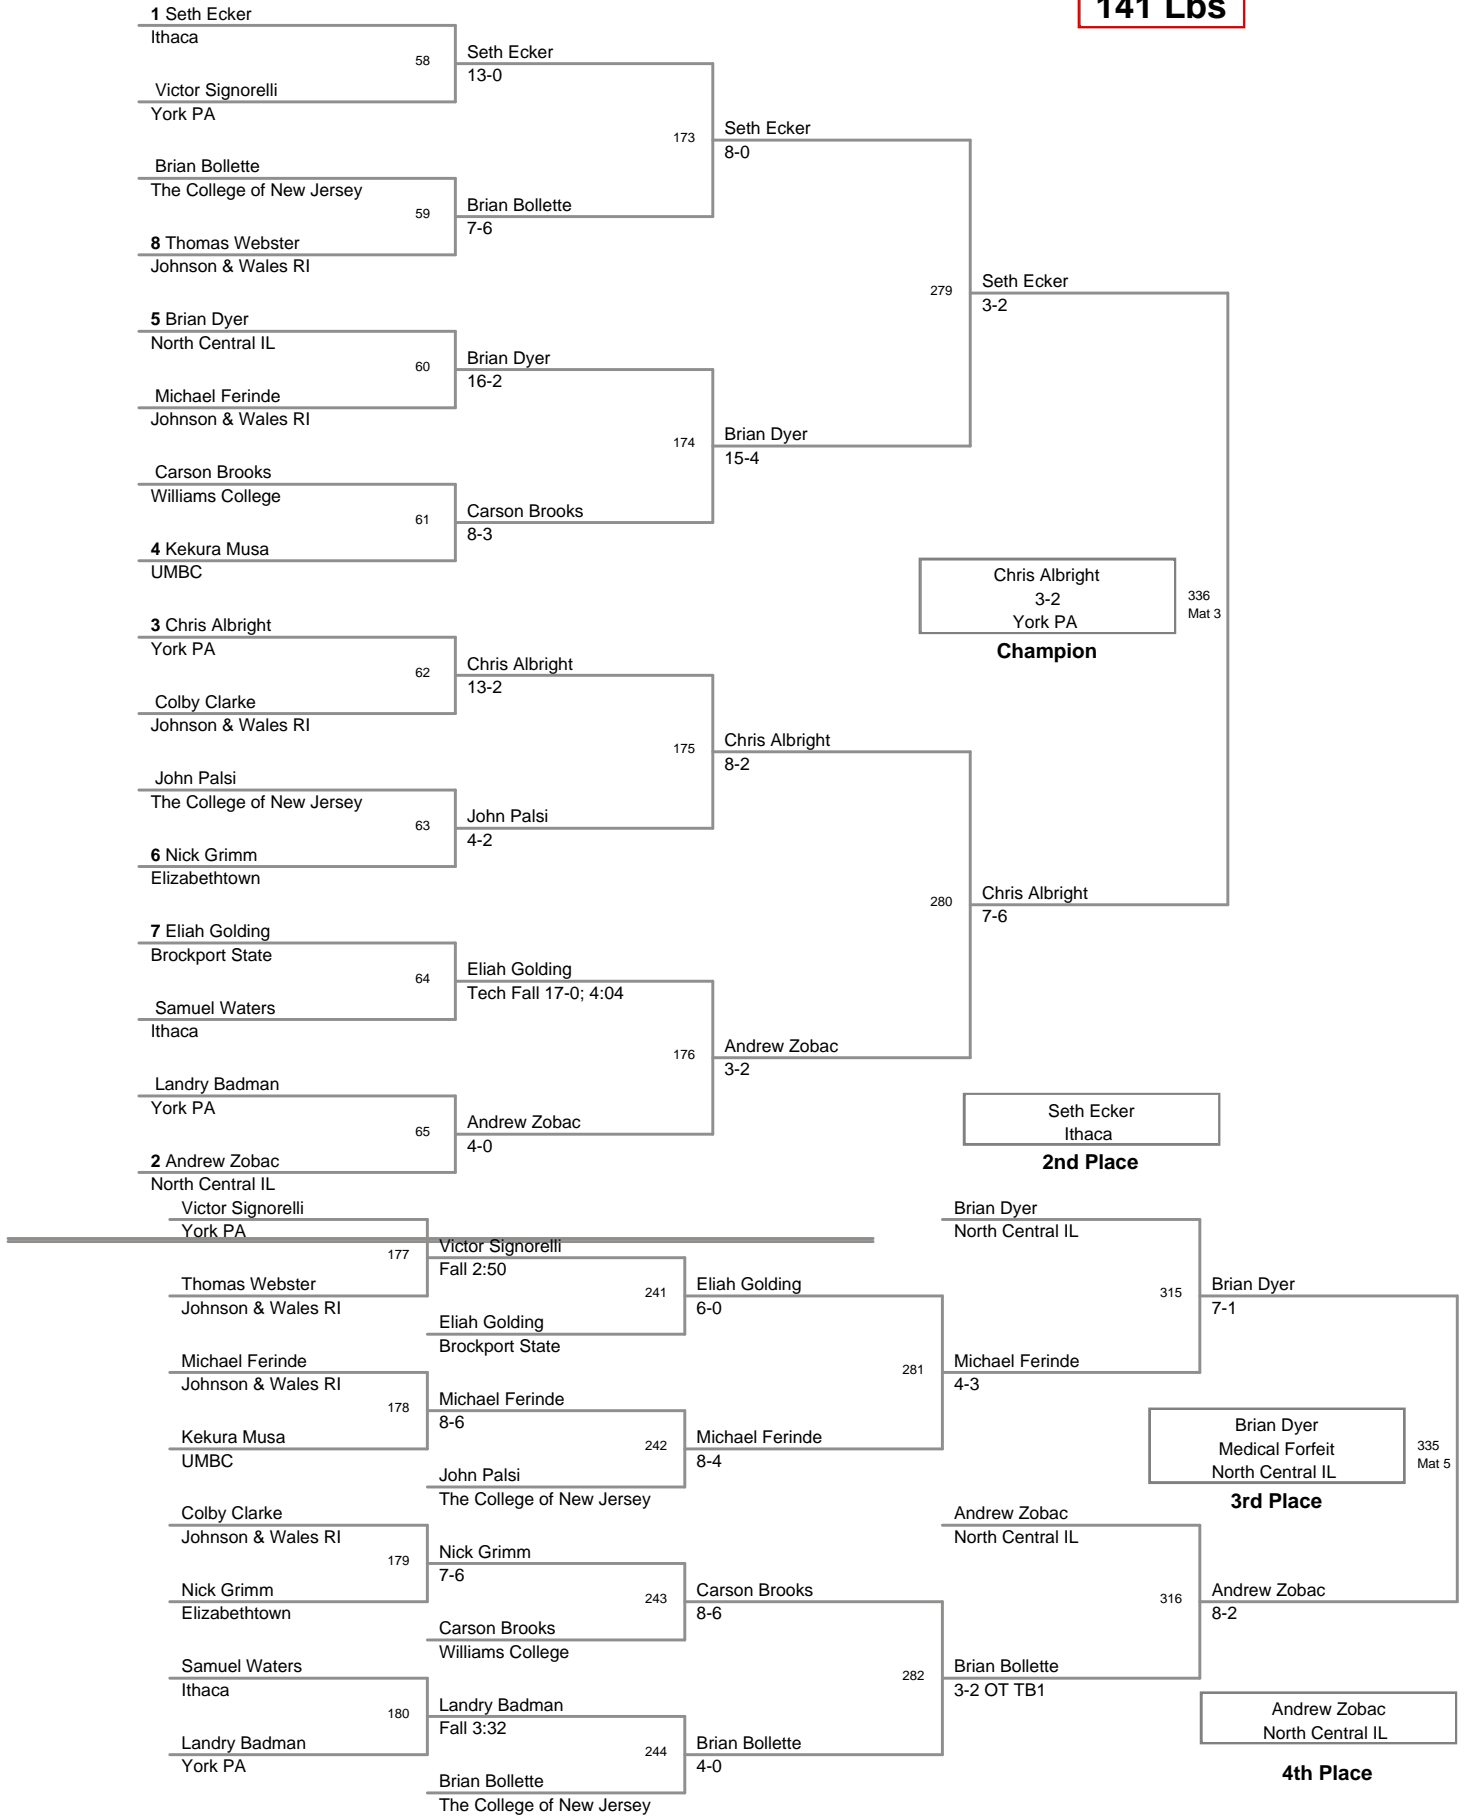 141 Lbs
1 Seth Ecker
Ithaca
58
Seth Ecker
13-0
Victor Signorelli
York PA
173
Seth Ecker
8-0
Brian Bollette
The College of New Jersey
59
Brian Bollette
7-6
8 Thomas Webster
Johnson & Wales RI
279
Seth Ecker
3-2
5 Brian Dyer
North Central IL
60
Brian Dyer
16-2
Michael Ferinde
Johnson & Wales RI
174
Brian Dyer
15-4
Carson Brooks
Williams College
61
Carson Brooks
8-3
4 Kekura Musa
UMBC
Chris Albright
3-2
York PA
336
Mat 3
Champion
3 Chris Albright
York PA
62
Chris Albright
13-2
Colby Clarke
Johnson & Wales RI
175
Chris Albright
8-2
John Palsi
The College of New Jersey
63
John Palsi
4-2
6 Nick Grimm
Elizabethtown
280
Chris Albright
7-6
7 Eliah Golding
Brockport State
64
Eliah Golding
Tech Fall 17-0; 4:04
Samuel Waters
Ithaca
176
Andrew Zobac
3-2
Landry Badman
York PA
65
Andrew Zobac
4-0
2 Andrew Zobac
North Central IL
Seth Ecker
Ithaca
2nd Place
Victor Signorelli
York PA
177
Victor Signorelli
Fall 2:50
Thomas Webster
Johnson & Wales RI
241
Eliah Golding
6-0
Eliah Golding
Brockport State
Michael Ferinde
Johnson & Wales RI
178
Michael Ferinde
8-6
Kekura Musa
UMBC
242
Michael Ferinde
8-4
John Palsi
The College of New Jersey
281
Michael Ferinde
4-3
Brian Dyer
North Central IL
315
Brian Dyer
7-1
Brian Dyer
Medical Forfeit
North Central IL
335
Mat 5
3rd Place
Colby Clarke
Johnson & Wales RI
179
Nick Grimm
7-6
Nick Grimm
Elizabethtown
243
Carson Brooks
8-6
Carson Brooks
Williams College
Samuel Waters
Ithaca
180
Landry Badman
Fall 3:32
Landry Badman
York PA
244
Brian Bollette
4-0
Brian Bollette
The College of New Jersey
282
Brian Bollette
3-2 OT TB1
Andrew Zobac
North Central IL
316
Andrew Zobac
8-2
Andrew Zobac
North Central IL
4th Place